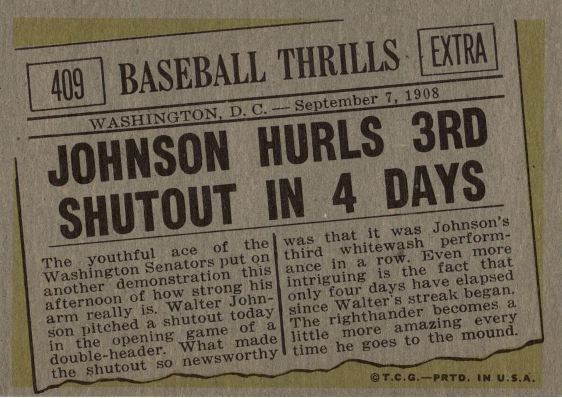 409
BASEBALL THRILLS
EXTRA
WASHINGTON, D. C. — September 7, 1908
JOHNSON HURLS 3RD
SHUTOUT IN 4 DAYS
The youthful ace of the
Washington Senators put on
another demonstration this
afternoon of how strong his
arm really is. Walter John-
son pitched a shutout today
in the opening game of a
double-header. What made
the shutout so newsworthy
was that it was Johnson's
third whitewash perform-
ance in a row. Even more
intriguing is the fact that
only four days have elapsed
since Walter's streak began.
The righthander becomes a
little more amazing every
time he goes to the mound.
©T.C.G.—PRTD. IN U.S.A.